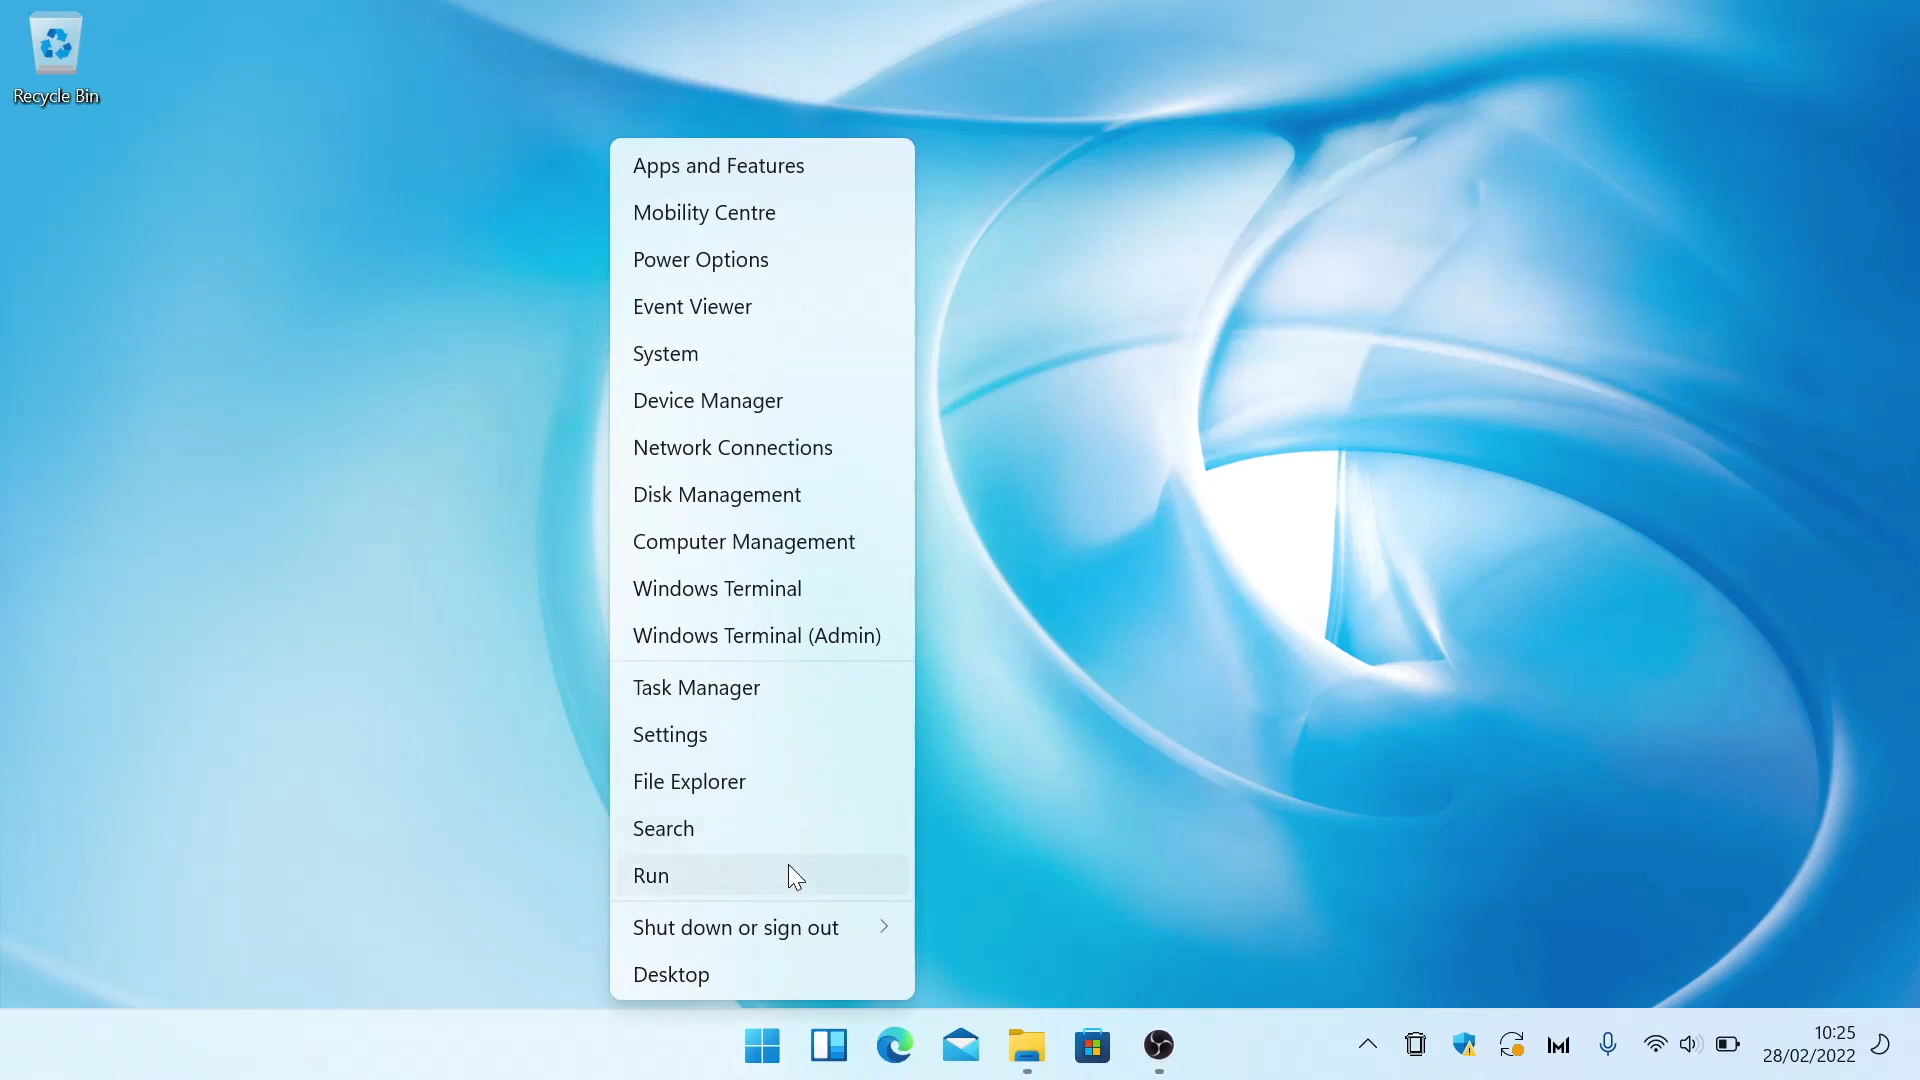 Recycle Bin
Apps and Features
Mobility Centre
Power Options
Event Viewer
System
Device Manager
Network Connections
Disk Management
Computer Management
Windows Terminal
Windows Terminal (Admin)
Task Manager
Settings
File Explorer
Search
Run
Shut down or sign out
Desktop
10:25
28/02/2022